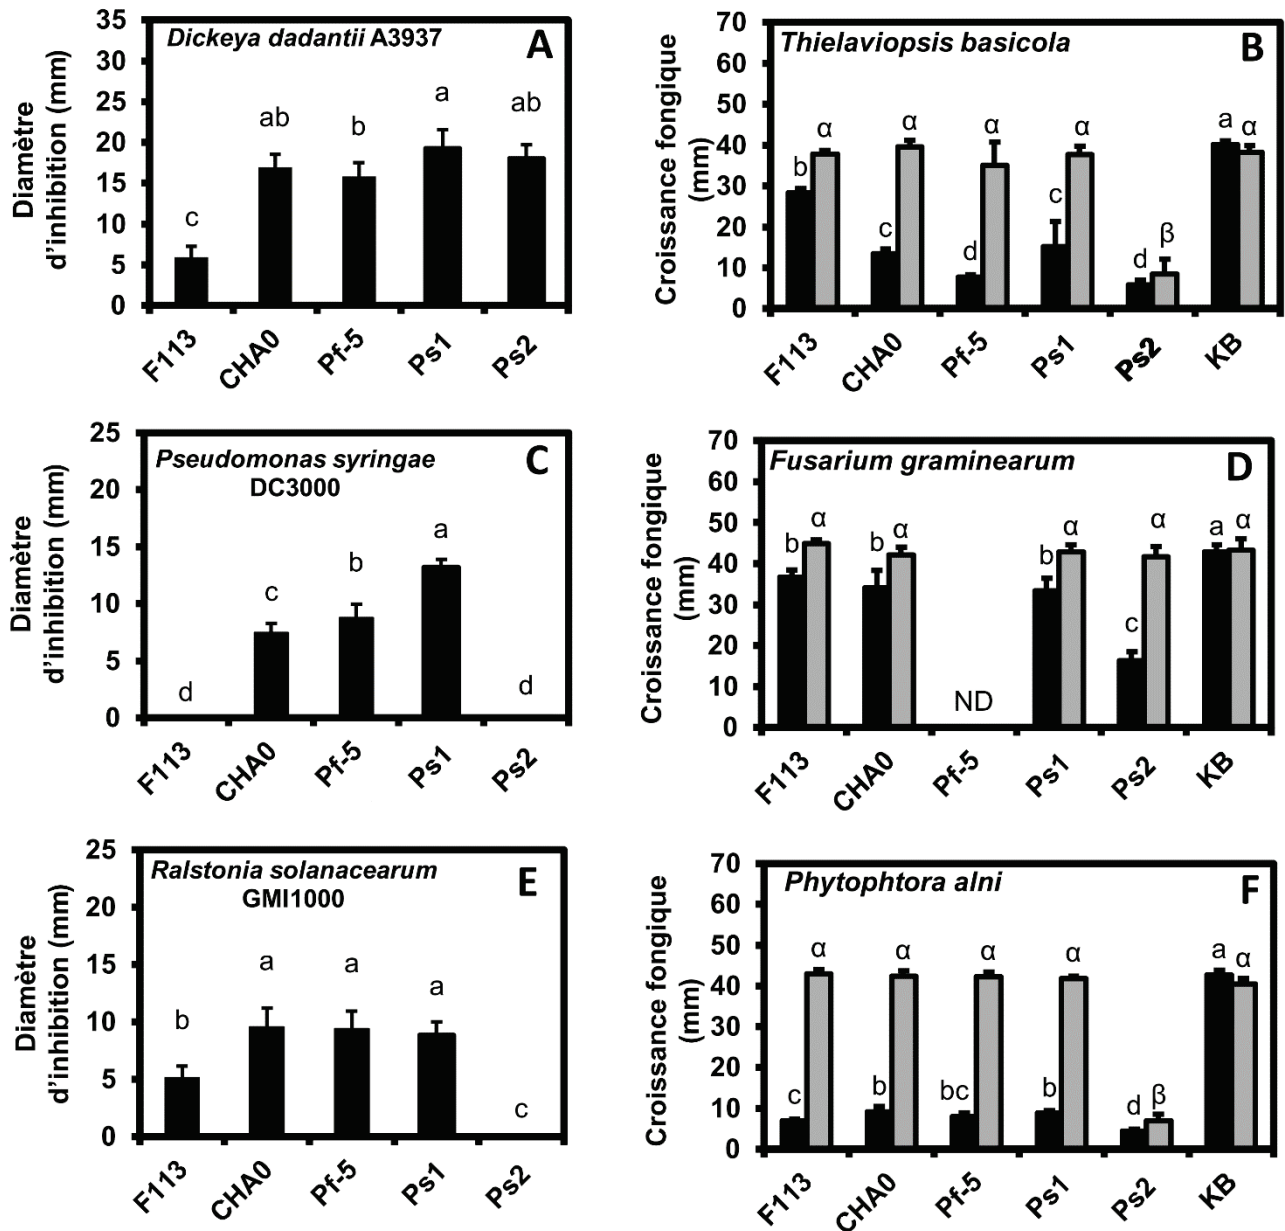 Dickeya dadantii A3937
A
Diamètre
d’inhibition (mm)
35
30
25
20
15
10
5
0
c
ab
b
a
ab
F113
CHA0
Pf-5
Ps1
Ps2
Thielaviopsis basicola
B
Croissance fongique
(mm)
70
60
50
40
30
20
10
0
b α
c α
d α
c α
d β
a α
F113
CHA0
Pf-5
Ps1
Ps2
KB
Pseudomonas syringae
DC3000
C
Diamètre
d’inhibition (mm)
25
20
15
10
5
0
d
c
b
a
d
F113
CHA0
Pf-5
Ps1
Ps2
Fusarium graminearum
D
Croissance fongique
(mm)
70
60
50
40
30
20
10
0
b α
b α
ND
b α
c α
a α
F113
CHA0
Pf-5
Ps1
Ps2
KB
Ralstonia solanacearum
GMI1000
E
Diamètre
d’inhibition (mm)
25
20
15
10
5
0
b
a
a
a
c
F113
CHA0
Pf-5
Ps1
Ps2
Phytophtora alni
F
Croissance fongique
(mm)
70
60
50
40
30
20
10
0
c α
b α
bc α
b α
d β
a α
F113
CHA0
Pf-5
Ps1
Ps2
KB